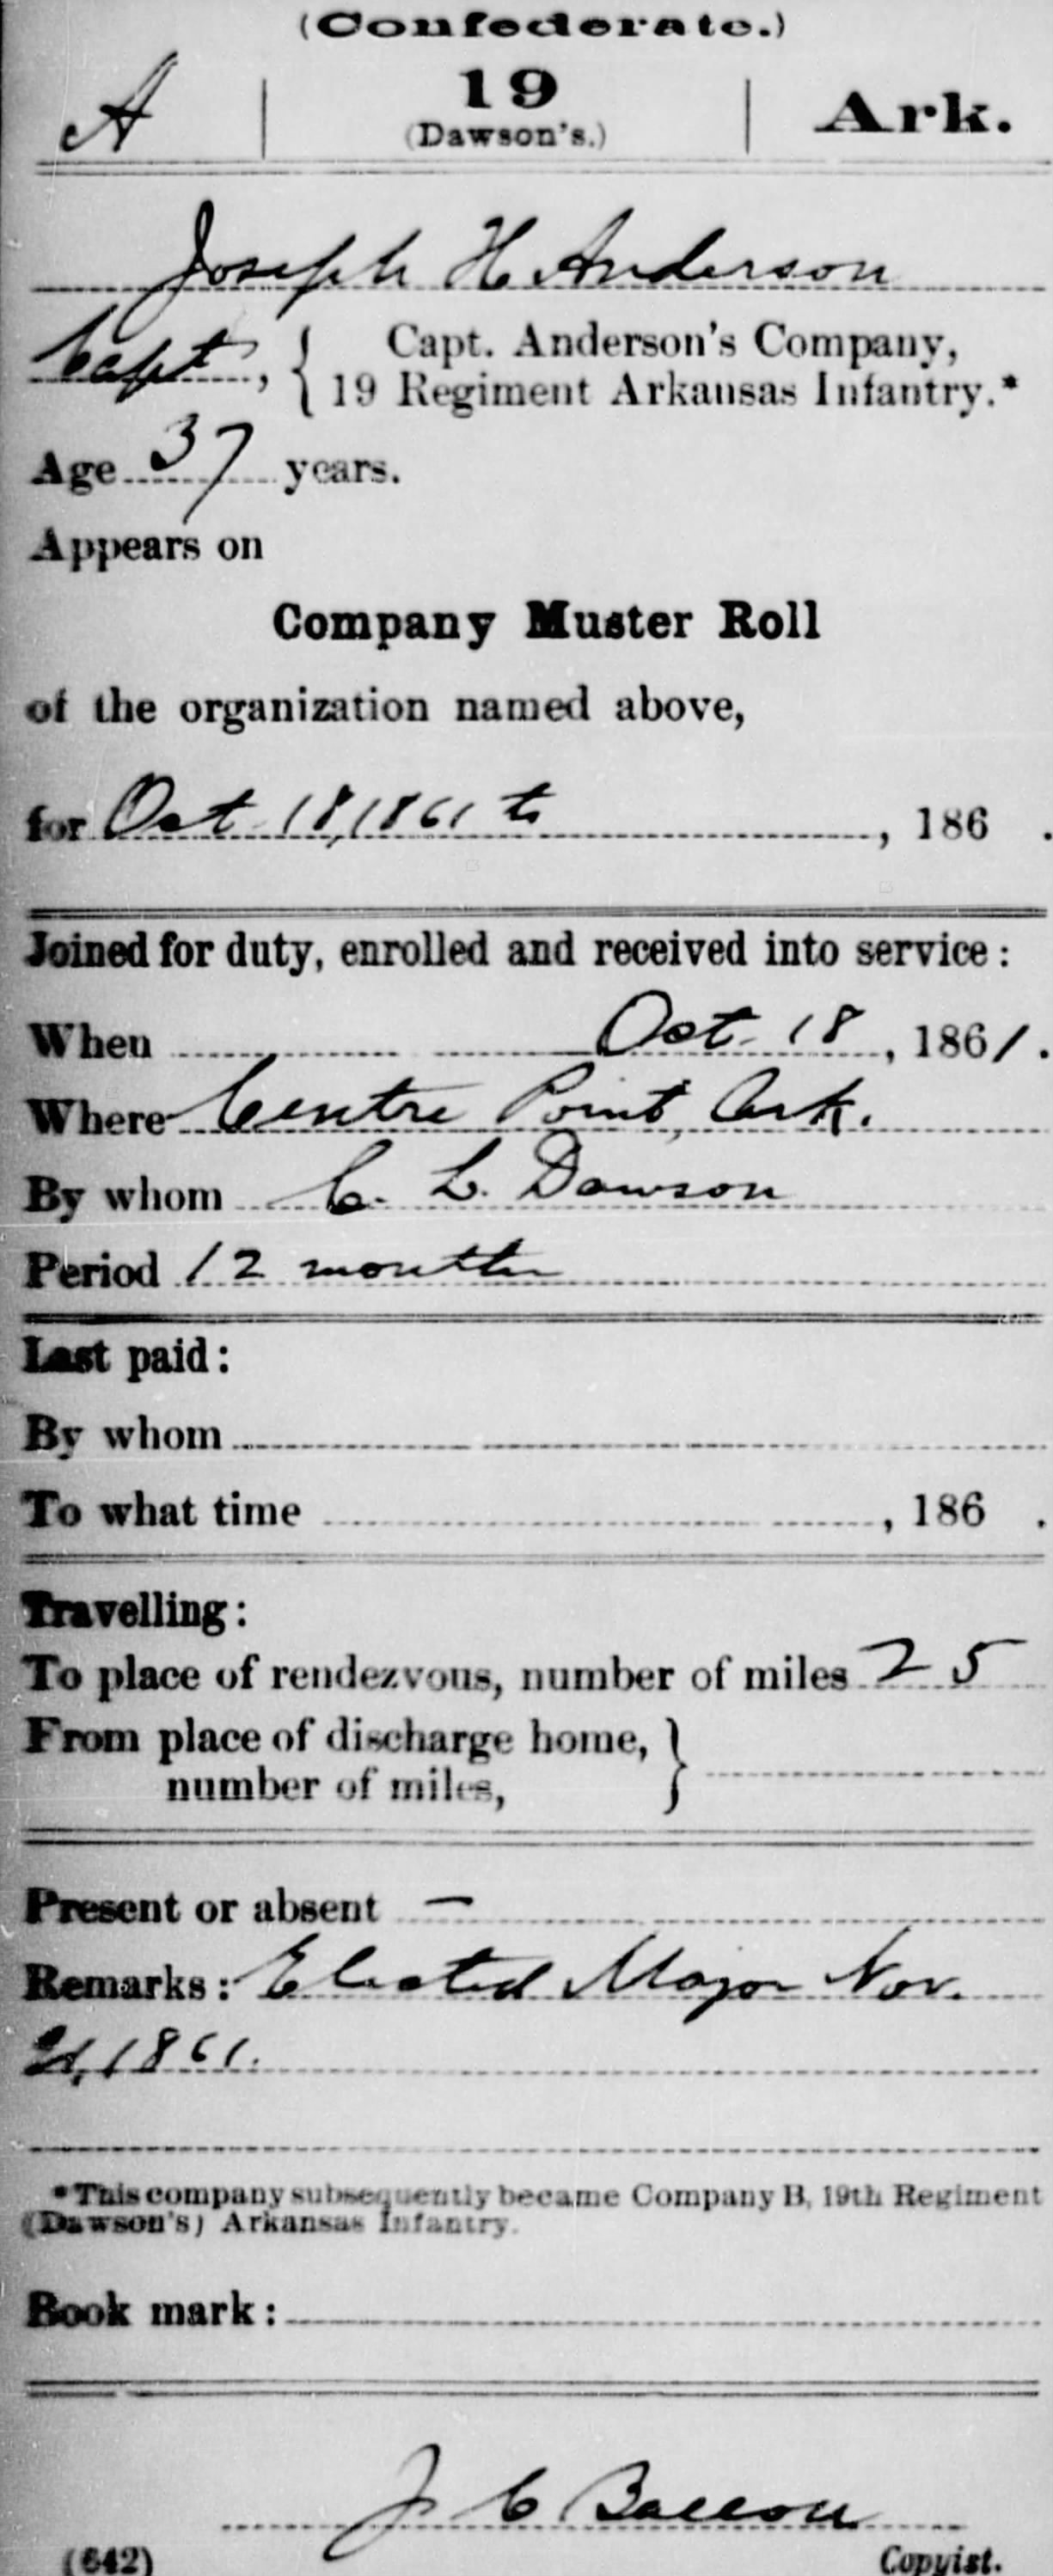 (Confederate.)
A | 19 | Ark.
(Dawson's.)
Joseph H Anderson
Capt, { Capt. Anderson's Company,
19 Regiment Arkansas Infantry.*
Age 37 years.
Appears on
Company Muster Roll
of the organization named above,
for Oct 18, 1861 to , 186 .
Joined for duty, enrolled and received into service:
When Oct 18, 1861.
Where Centre Point, Ark.
By whom C. L. Dawson
Period 12 months
Last paid:
By whom
To what time , 186 .
Travelling:
To place of rendezvous, number of miles 25
From place of discharge home, }
number of miles,
Present or absent —
Remarks: Elected Major Nov.
1861.
*This company subsequently became Company B, 19th Regiment
(Dawson's) Arkansas Infantry.
Book mark:
J C
(642) Copyist.